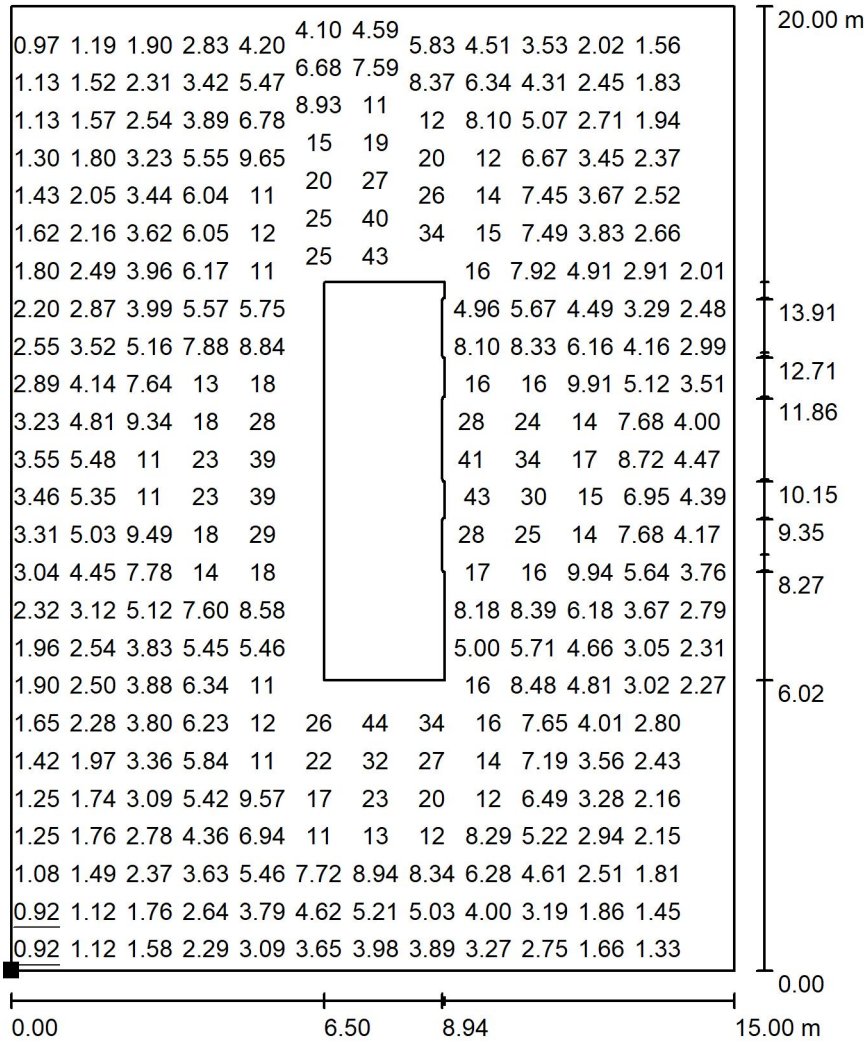 4.10 4.59 20.00 m
0.97 1.19 1.90 2.83 4.20 5.83 4.51 3.53 2.02 1.56
6.68 7.59
1.13 1.52 2.31 3.42 5.47 8.37 6.34 4.31 2.45 1.83
8.93 11
1.13 1.57 2.54 3.89 6.78 12 8.10 5.07 2.71 1.94
15 19
1.30 1.80 3.23 5.55 9.65 20 12 6.67 3.45 2.37
20 27
1.43 2.05 3.44 6.04 11 26 14 7.45 3.67 2.52
25 40
1.62 2.16 3.62 6.05 12 34 15 7.49 3.83 2.66
25 43
1.80 2.49 3.96 6.17 11 16 7.92 4.91 2.91 2.01
2.20 2.87 3.99 5.57 5.75 4.96 5.67 4.49 3.29 2.48 13.91
2.55 3.52 5.16 7.88 8.84 8.10 8.33 6.16 4.16 2.99
12.71
2.89 4.14 7.64 13 18 16 16 9.91 5.12 3.51
11.86
3.23 4.81 9.34 18 28 28 24 14 7.68 4.00
3.55 5.48 11 23 39 41 34 17 8.72 4.47
3.46 5.35 11 23 39 43 30 15 6.95 4.39 10.15
3.31 5.03 9.49 18 29 28 25 14 7.68 4.17 9.35
3.04 4.45 7.78 14 18 17 16 9.94 5.64 3.76
8.27
2.32 3.12 5.12 7.60 8.58 8.18 8.39 6.18 3.67 2.79
1.96 2.54 3.83 5.45 5.46 5.00 5.71 4.66 3.05 2.31
1.90 2.50 3.88 6.34 11 16 8.48 4.81 3.02 2.27 6.02
1.65 2.28 3.80 6.23 12 26 44 34 16 7.65 4.01 2.80
1.42 1.97 3.36 5.84 11 22 32 27 14 7.19 3.56 2.43
1.25 1.74 3.09 5.42 9.57 17 23 20 12 6.49 3.28 2.16
1.25 1.76 2.78 4.36 6.94 11 13 12 8.29 5.22 2.94 2.15
1.08 1.49 2.37 3.63 5.46 7.72 8.94 8.34 6.28 4.61 2.51 1.81
0.92 1.12 1.76 2.64 3.79 4.62 5.21 5.03 4.00 3.19 1.86 1.45
0.92 1.12 1.58 2.29 3.09 3.65 3.98 3.89 3.27 2.75 1.66 1.33
0.00
0.00 6.50 8.94 15.00 m